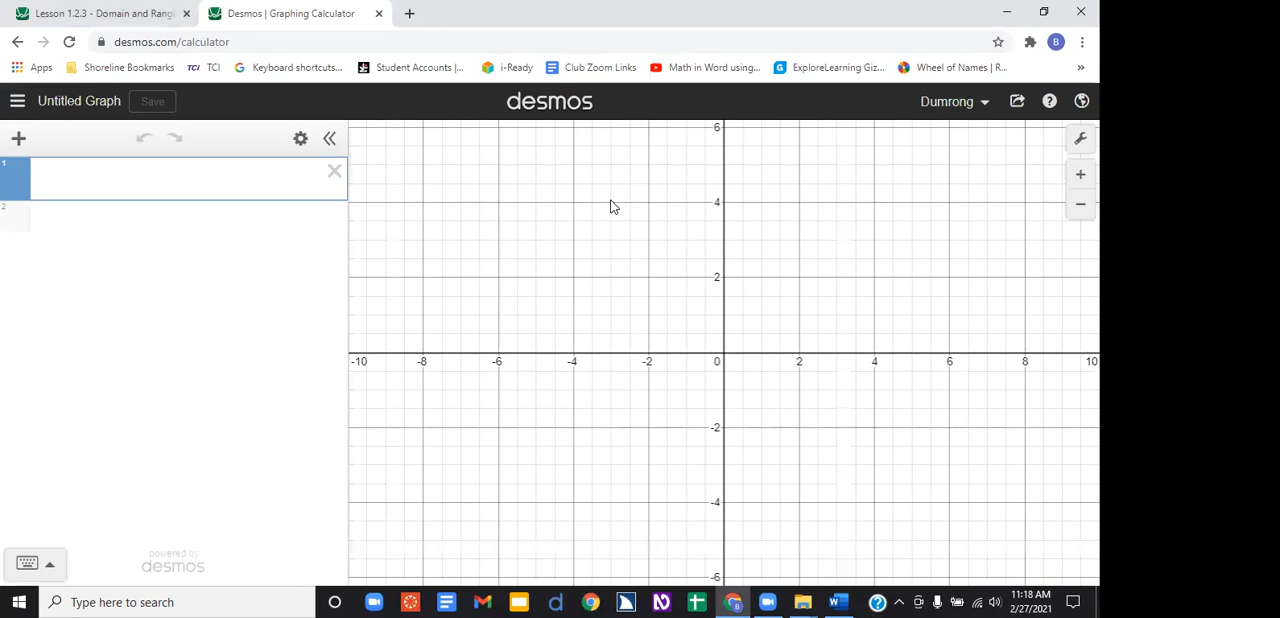 Lesson 1.2.3 - Domain and Rang
Desmos | Graphing Calculator
desmos.com/calculator
B
Apps
Shoreline Bookmarks
TCI TCI
Keyboard shortcuts...
Student Accounts |...
i-Ready
Club Zoom Links
Math in Word using...
ExploreLearning Giz...
Wheel of Names | R...
»
Untitled Graph
Save
desmos
Dumrong
1
2
6
4
2
-10 -8 -6 -4 -2 0 2 4 6 8 10
-2
-4
-6
powered by
desmos
Type here to search
11:18 AM
2/27/2021